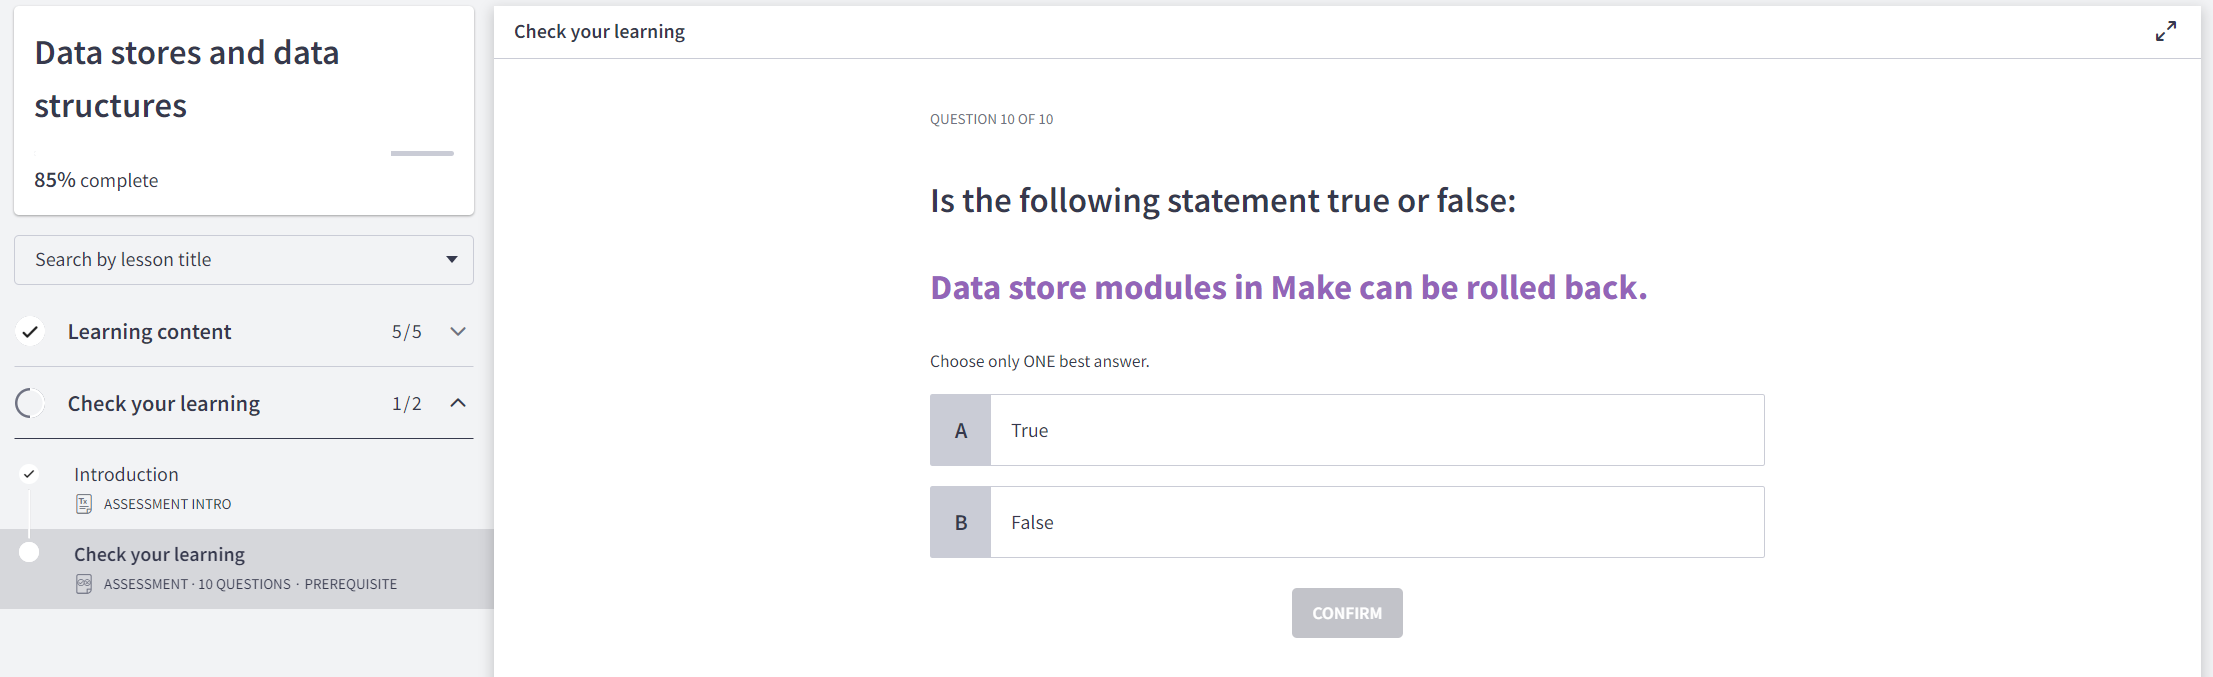 Data stores and data
structures
85% complete
Search by lesson title
Learning content 5/5
Check your learning 1/2
Introduction
ASSESSMENT INTRO
Check your learning
ASSESSMENT · 10 QUESTIONS · PREREQUISITE
Check your learning
QUESTION 10 OF 10
Is the following statement true or false:
Data store modules in Make can be rolled back.
Choose only ONE best answer.
A True
B False
CONFIRM